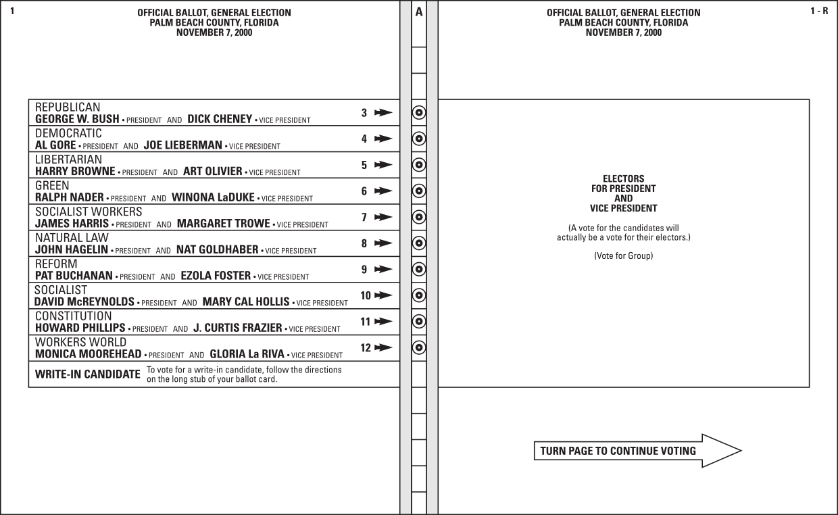 1
OFFICIAL BALLOT, GENERAL ELECTION
PALM BEACH COUNTY, FLORIDA
NOVEMBER 7, 2000
A
OFFICIAL BALLOT, GENERAL ELECTION
PALM BEACH COUNTY, FLORIDA
NOVEMBER 7, 2000
1 - R
REPUBLICAN
GEORGE W. BUSH • PRESIDENT AND DICK CHENEY • VICE PRESIDENT 3
DEMOCRATIC
AL GORE • PRESIDENT AND JOE LIEBERMAN • VICE PRESIDENT 4
LIBERTARIAN
HARRY BROWNE • PRESIDENT AND ART OLIVIER • VICE PRESIDENT 5
GREEN
RALPH NADER • PRESIDENT AND WINONA LaDUKE • VICE PRESIDENT 6
SOCIALIST WORKERS
JAMES HARRIS • PRESIDENT AND MARGARET TROWE • VICE PRESIDENT 7
NATURAL LAW
JOHN HAGELIN • PRESIDENT AND NAT GOLDHABER • VICE PRESIDENT 8
REFORM
PAT BUCHANAN • PRESIDENT AND EZOLA FOSTER • VICE PRESIDENT 9
SOCIALIST
DAVID McREYNOLDS • PRESIDENT AND MARY CAL HOLLIS • VICE PRESIDENT 10
CONSTITUTION
HOWARD PHILLIPS • PRESIDENT AND J. CURTIS FRAZIER • VICE PRESIDENT 11
WORKERS WORLD
MONICA MOOREHEAD • PRESIDENT AND GLORIA La RIVA • VICE PRESIDENT 12
WRITE-IN CANDIDATE To vote for a write-in candidate, follow the directions
on the long stub of your ballot card.
ELECTORS
FOR PRESIDENT
AND
VICE PRESIDENT
(A vote for the candidates will
actually be a vote for their electors.)
(Vote for Group)
TURN PAGE TO CONTINUE VOTING